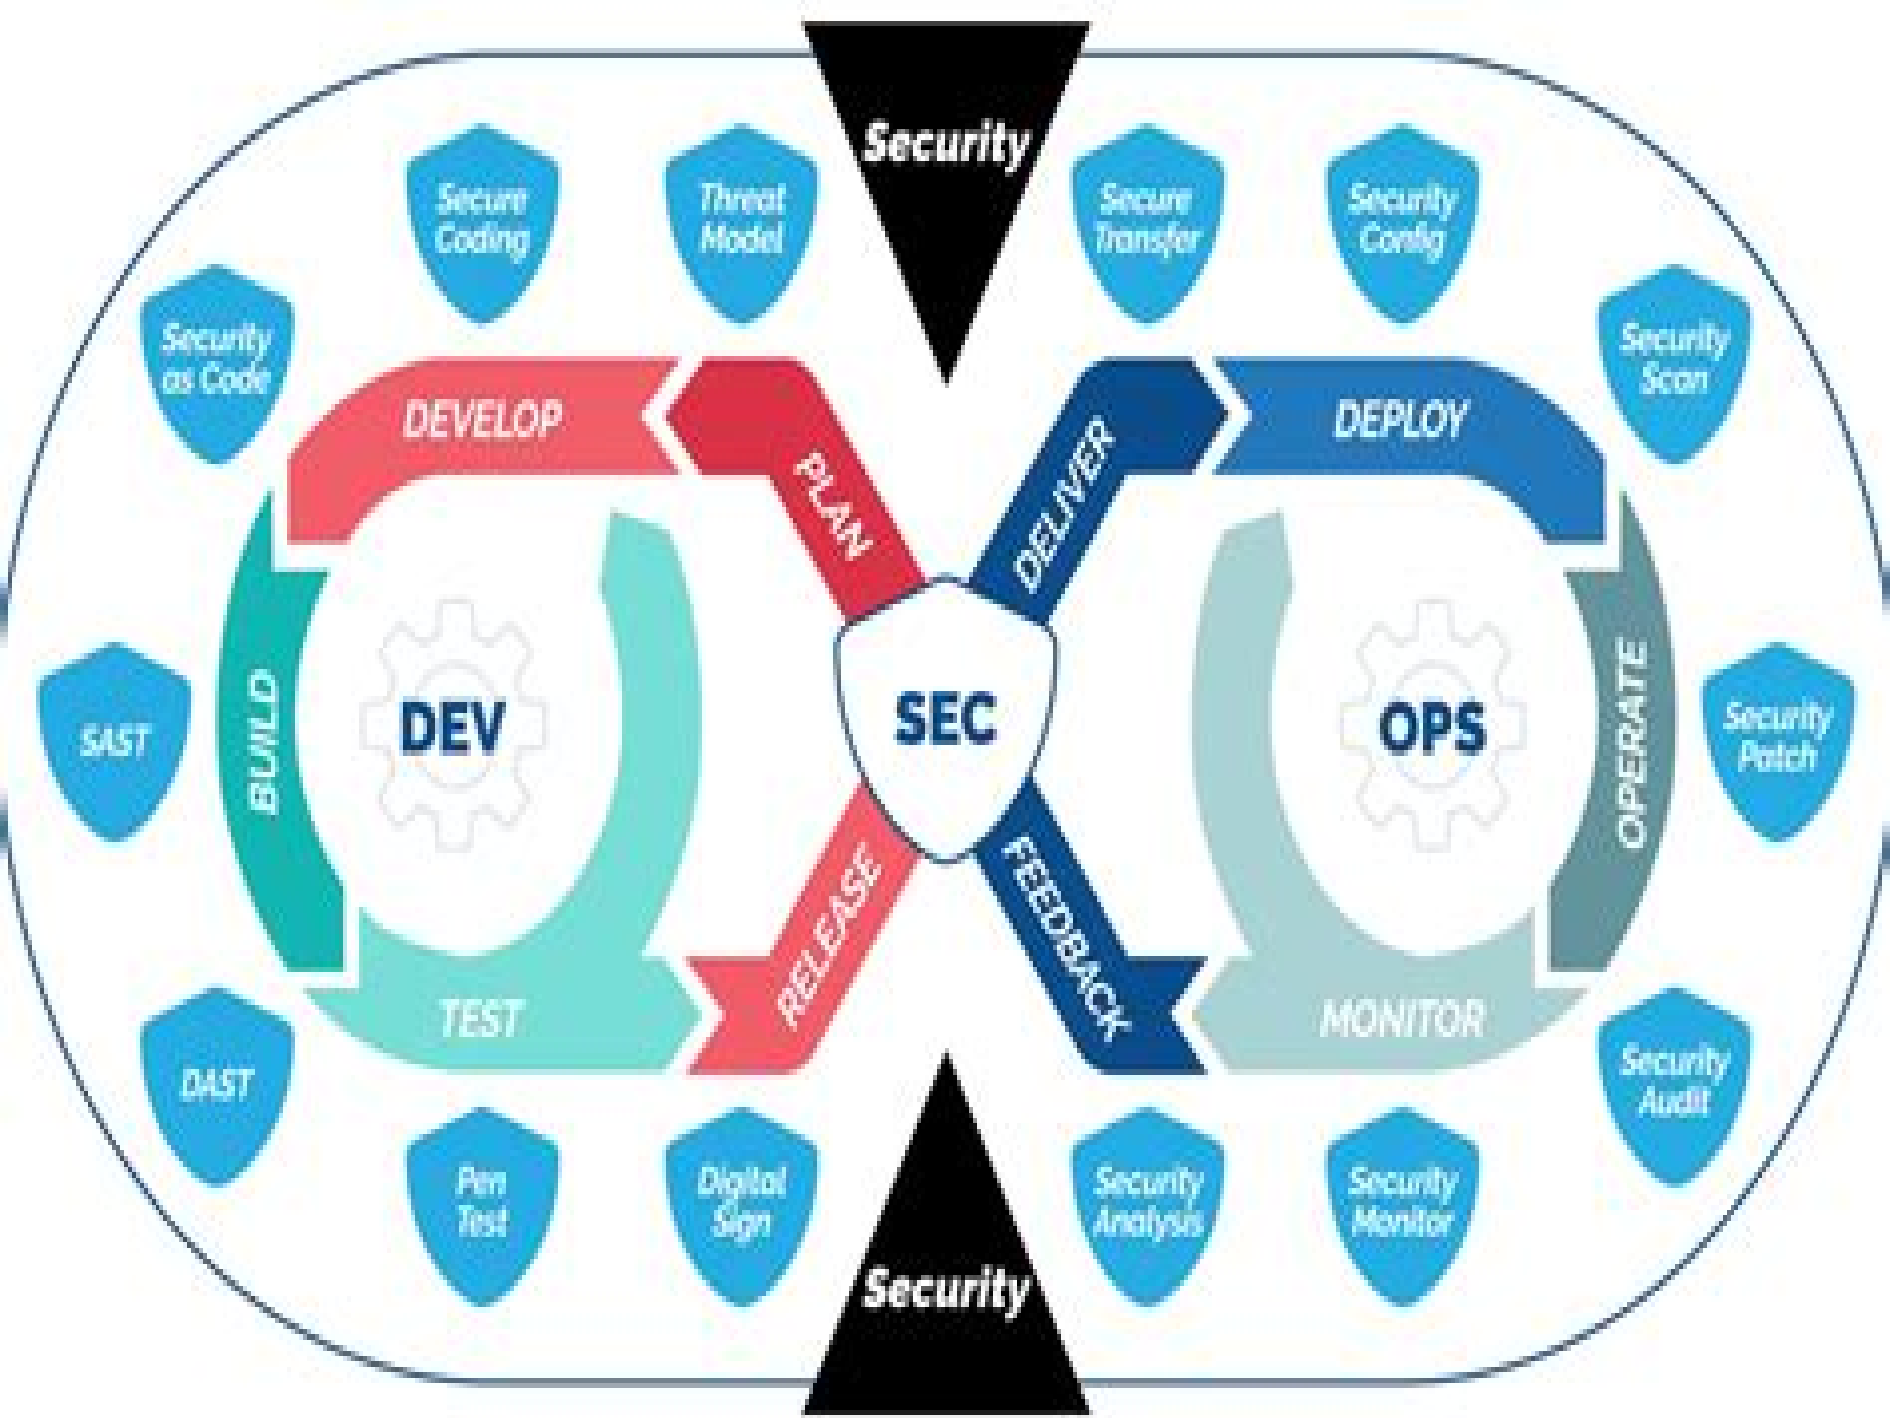 Security
Secure
Coding
Threat
Model
Secure
Transfer
Security
Config
Security
as Code
Security
Scan
DEVELOP
PLAN
DELIVER
DEPLOY
SAST
BUILD
DEV
SEC
OPS
OPERATE
Security
Patch
DAST
TEST
RELEASE
FEEDBACK
MONITOR
Security
Audit
Pen
Test
Digital
Sign
Security
Analysis
Security
Monitor
Security